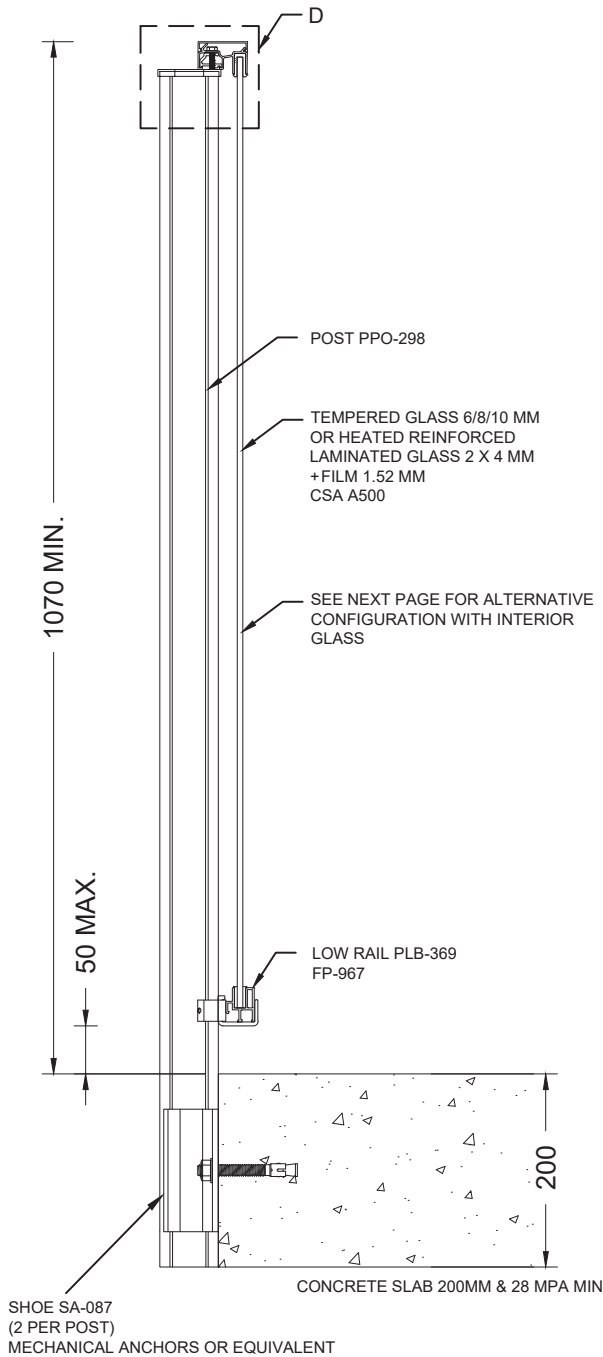 D
POST PPO-298
TEMPERED GLASS 6/8/10 MM
OR HEATED REINFORCED
LAMINATED GLASS 2 X 4 MM
+FILM 1.52 MM
CSA A500
1070 MIN.
SEE NEXT PAGE FOR ALTERNATIVE
CONFIGURATION WITH INTERIOR
GLASS
50 MAX.
LOW RAIL PLB-369
FP-967
200
CONCRETE SLAB 200MM & 28 MPA MIN
SHOE SA-087
(2 PER POST)
MECHANICAL ANCHORS OR EQUIVALENT